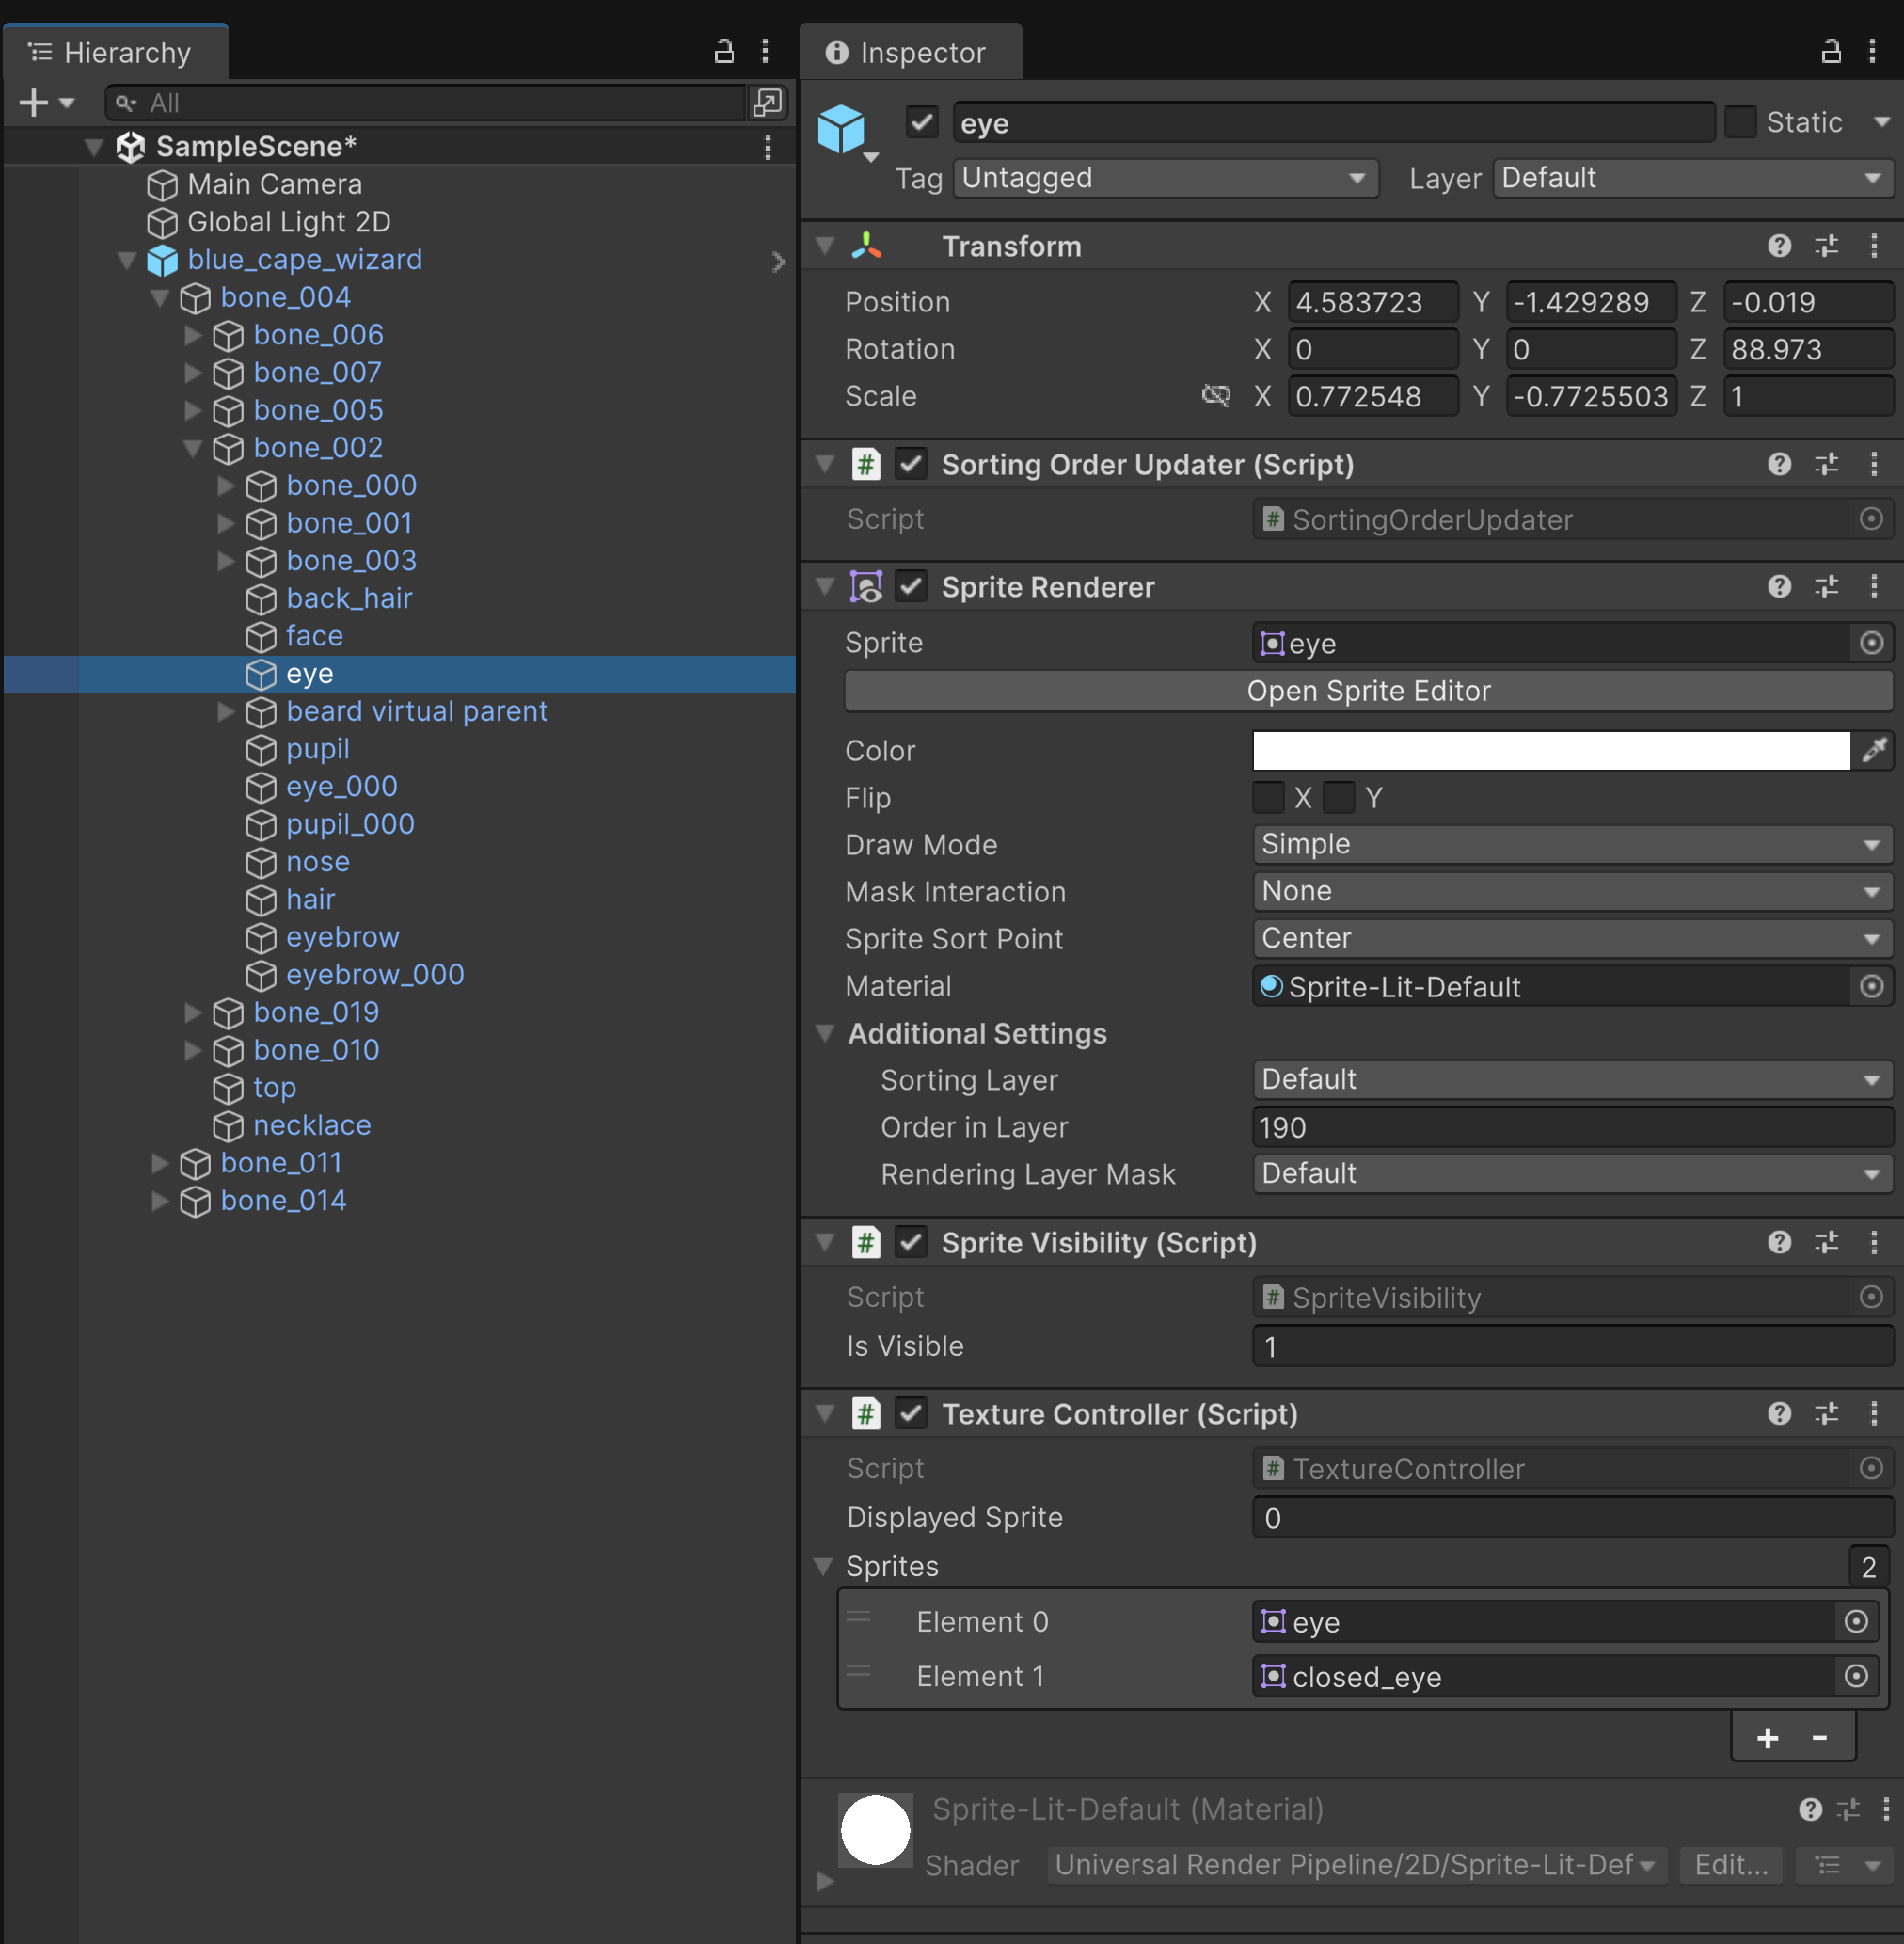 Hierarchy
All
SampleScene*
Main Camera
Global Light 2D
blue_cape_wizard
bone_004
bone_006
bone_007
bone_005
bone_002
bone_000
bone_001
bone_003
back_hair
face
eye
beard virtual parent
pupil
eye_000
pupil_000
nose
hair
eyebrow
eyebrow_000
bone_019
bone_010
top
necklace
bone_011
bone_014
Inspector
eye Static
Tag Untagged Layer Default
Transform
Position X 4.583723 Y -1.429289 Z -0.019
Rotation X 0 Y 0 Z 88.973
Scale X 0.772548 Y -0.7725503 Z 1
# Sorting Order Updater (Script)
Script # SortingOrderUpdater
Sprite Renderer
Sprite eye
Open Sprite Editor
Color
Flip X Y
Draw Mode Simple
Mask Interaction None
Sprite Sort Point Center
Material Sprite-Lit-Default
Additional Settings
Sorting Layer Default
Order in Layer 190
Rendering Layer Mask Default
# Sprite Visibility (Script)
Script # SpriteVisibility
Is Visible 1
# Texture Controller (Script)
Script # TextureController
Displayed Sprite 0
Sprites 2
Element 0 eye
Element 1 closed_eye
+ -
Sprite-Lit-Default (Material)
Shader Universal Render Pipeline/2D/Sprite-Lit-Def Edit...